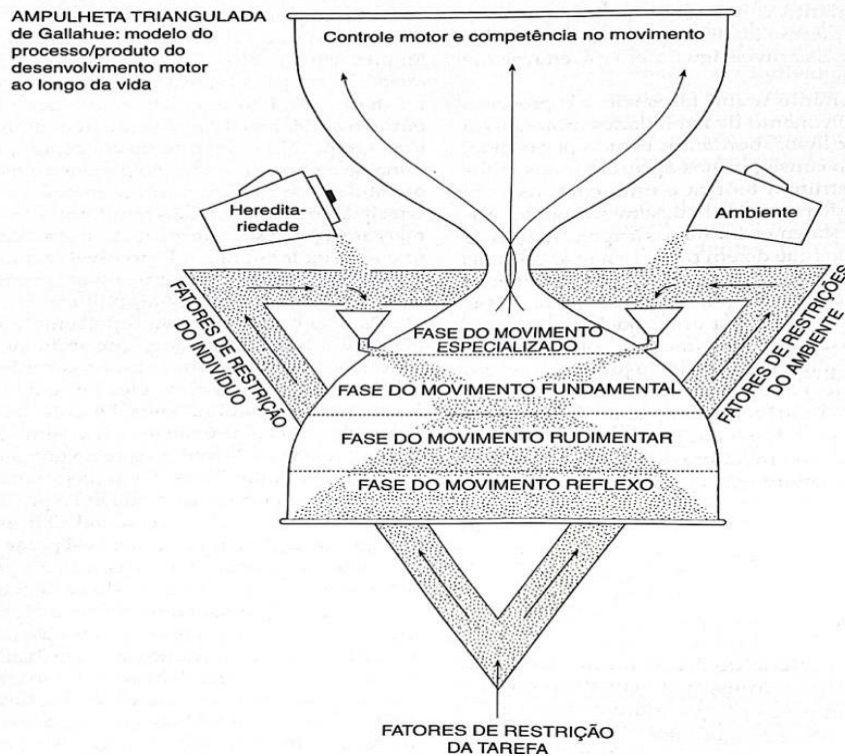 AMPULHETA TRIANGULADA
de Gallahue: modelo do
processo/produto do
desenvolvimento motor
ao longo da vida
Controle motor e competência no movimento
Heredita-
riedade
Ambiente
FATORES DE RESTRIÇÃO
DO INDIVÍDUO
FATORES DE RESTRIÇÕES
DO AMBIENTE
FASE DO MOVIMENTO
ESPECIALIZADO
FASE DO MOVIMENTO FUNDAMENTAL
FASE DO MOVIMENTO RUDIMENTAR
FASE DO MOVIMENTO REFLEXO
FATORES DE RESTRIÇÃO
DA TAREFA